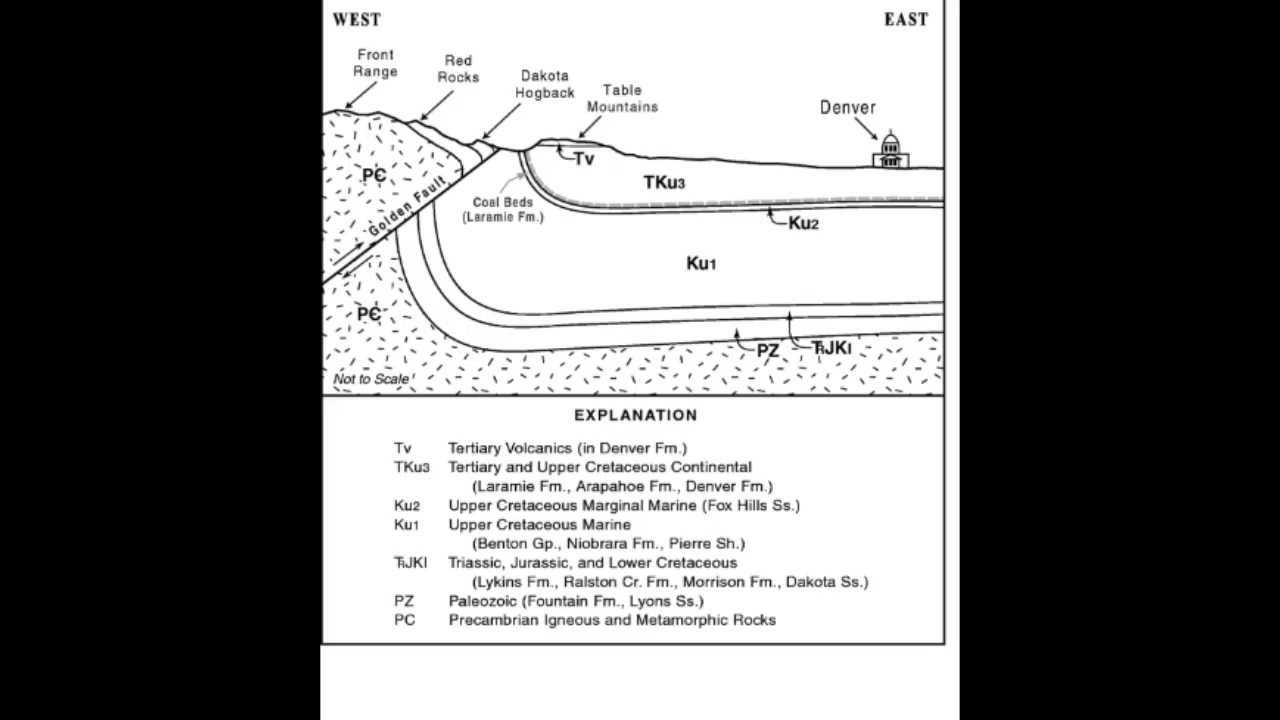 WEST
EAST
Front
Range
Red
Rocks
Dakota
Hogback
Table
Mountains
Denver
Tv
PЄ
TKu3
Golden Fault
Coal Beds
(Laramie Fm.)
Ku2
Ku1
PЄ
PZ
TRJKl
Not to Scale
EXPLANATION
Tv Tertiary Volcanics (in Denver Fm.)
TKu3 Tertiary and Upper Cretaceous Continental
(Laramie Fm., Arapahoe Fm., Denver Fm.)
Ku2 Upper Cretaceous Marginal Marine (Fox Hills Ss.)
Ku1 Upper Cretaceous Marine
(Benton Gp., Niobrara Fm., Pierre Sh.)
TRJKl Triassic, Jurassic, and Lower Cretaceous
(Lykins Fm., Ralston Cr. Fm., Morrison Fm., Dakota Ss.)
PZ Paleozoic (Fountain Fm., Lyons Ss.)
PC Precambrian Igneous and Metamorphic Rocks